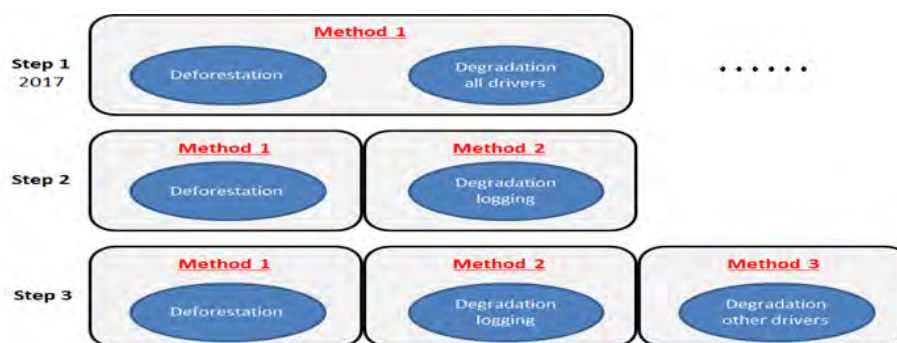 Method 1
Step 1
2017
Deforestation
Degradation
all drivers
......
Method 1
Method 2
Step 2
Deforestation
Degradation
logging
Method 1
Method 2
Method 3
Step 3
Deforestation
Degradation
logging
Degradation
other drivers